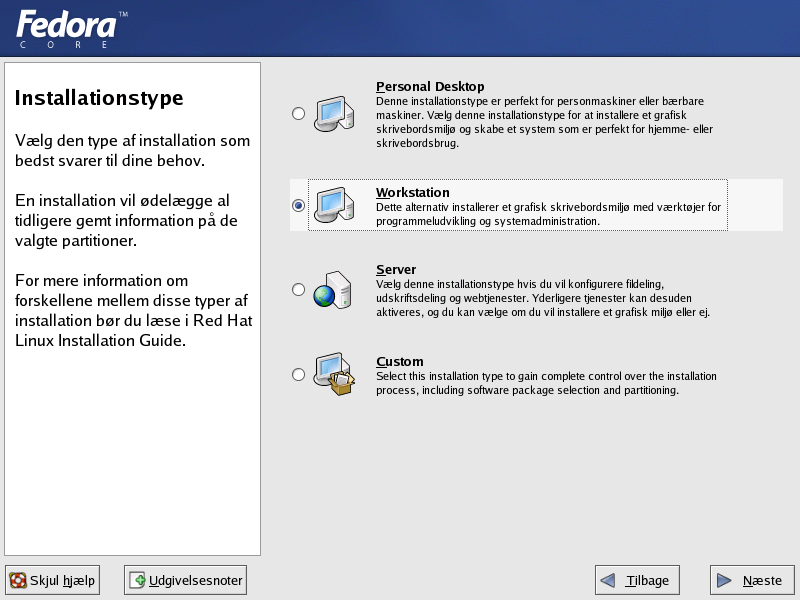 Fedora™
CORE
Installationstype
Vælg den type af installation som
bedst svarer til dine behov.
En installation vil ødelægge al
tidligere gemt information på de
valgte partitioner.
For mere information om
forskellene mellem disse typer af
installation bør du læse i Red Hat
Linux Installation Guide.
Personal Desktop
Denne installationstype er perfekt for personmaskiner eller bærbare
maskiner. Vælg denne installationstype for at installere et grafisk
skrivebordsmiljø og skabe et system som er perfekt for hjemme- eller
skrivebordsbrug.
Workstation
Dette alternativ installerer et grafisk skrivebordsmiljø med værktøjer for
programeludvikling og systemadministration.
Server
Vælg denne installationstype hvis du vil konfigurere fildeling,
udskriftsdeling og webtjenester. Yderligere tjenester kan desuden
aktiveres, og du kan vælge om du vil installere et grafisk miljø eller ej.
Custom
Select this installation type to gain complete control over the installation
process, including software package selection and partitioning.
Skjul hjælp
Udgivelsesnoter
Tilbage
Næste